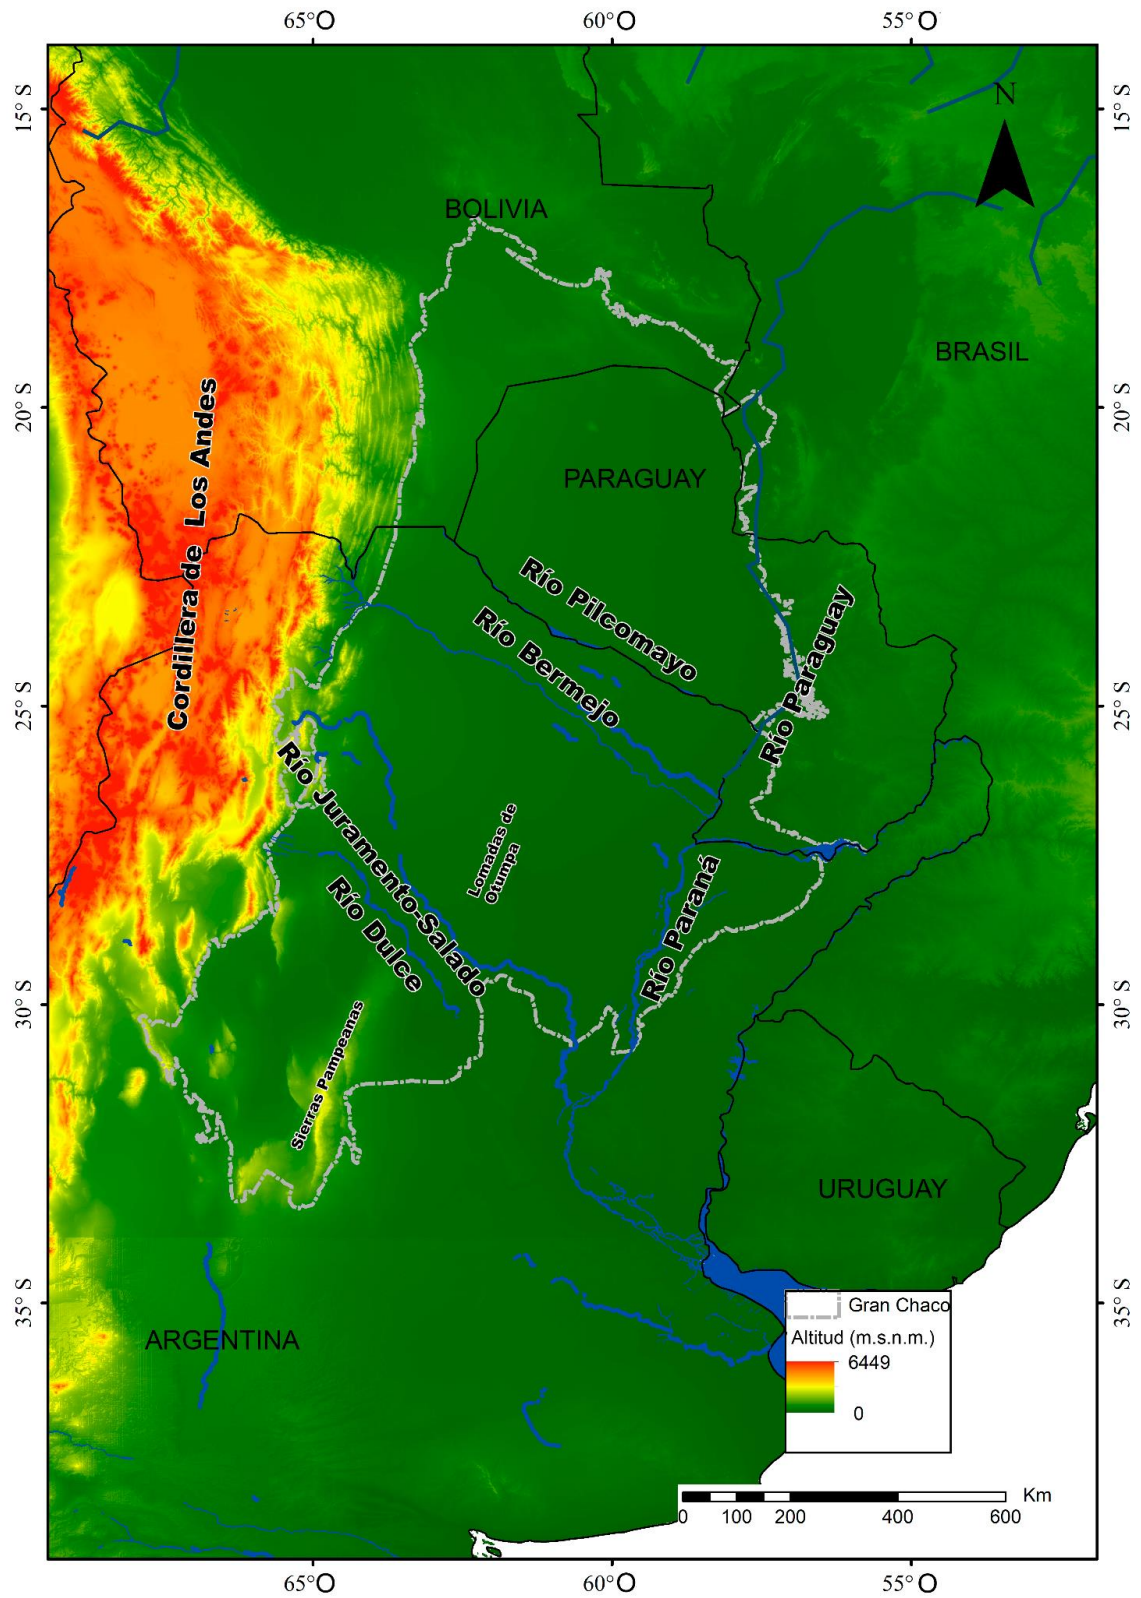 65°O
60°O
55°O
15°S
15°S
N
BOLIVIA
BRASIL
20°S
20°S
Cordillera de Los Andes
PARAGUAY
Río Pilcomayo
Río Bermejo
Río Paraguay
25°S
25°S
Río Juramento-Salado
Lomadas de
Otumpa
Río Dulce
Río Paraná
30°S
30°S
Sierras Pampeanas
URUGUAY
35°S
35°S
ARGENTINA
Gran Chaco
Altitud (m.s.n.m.)
6449
0
Km
0
100
200
400
600
65°O
60°O
55°O